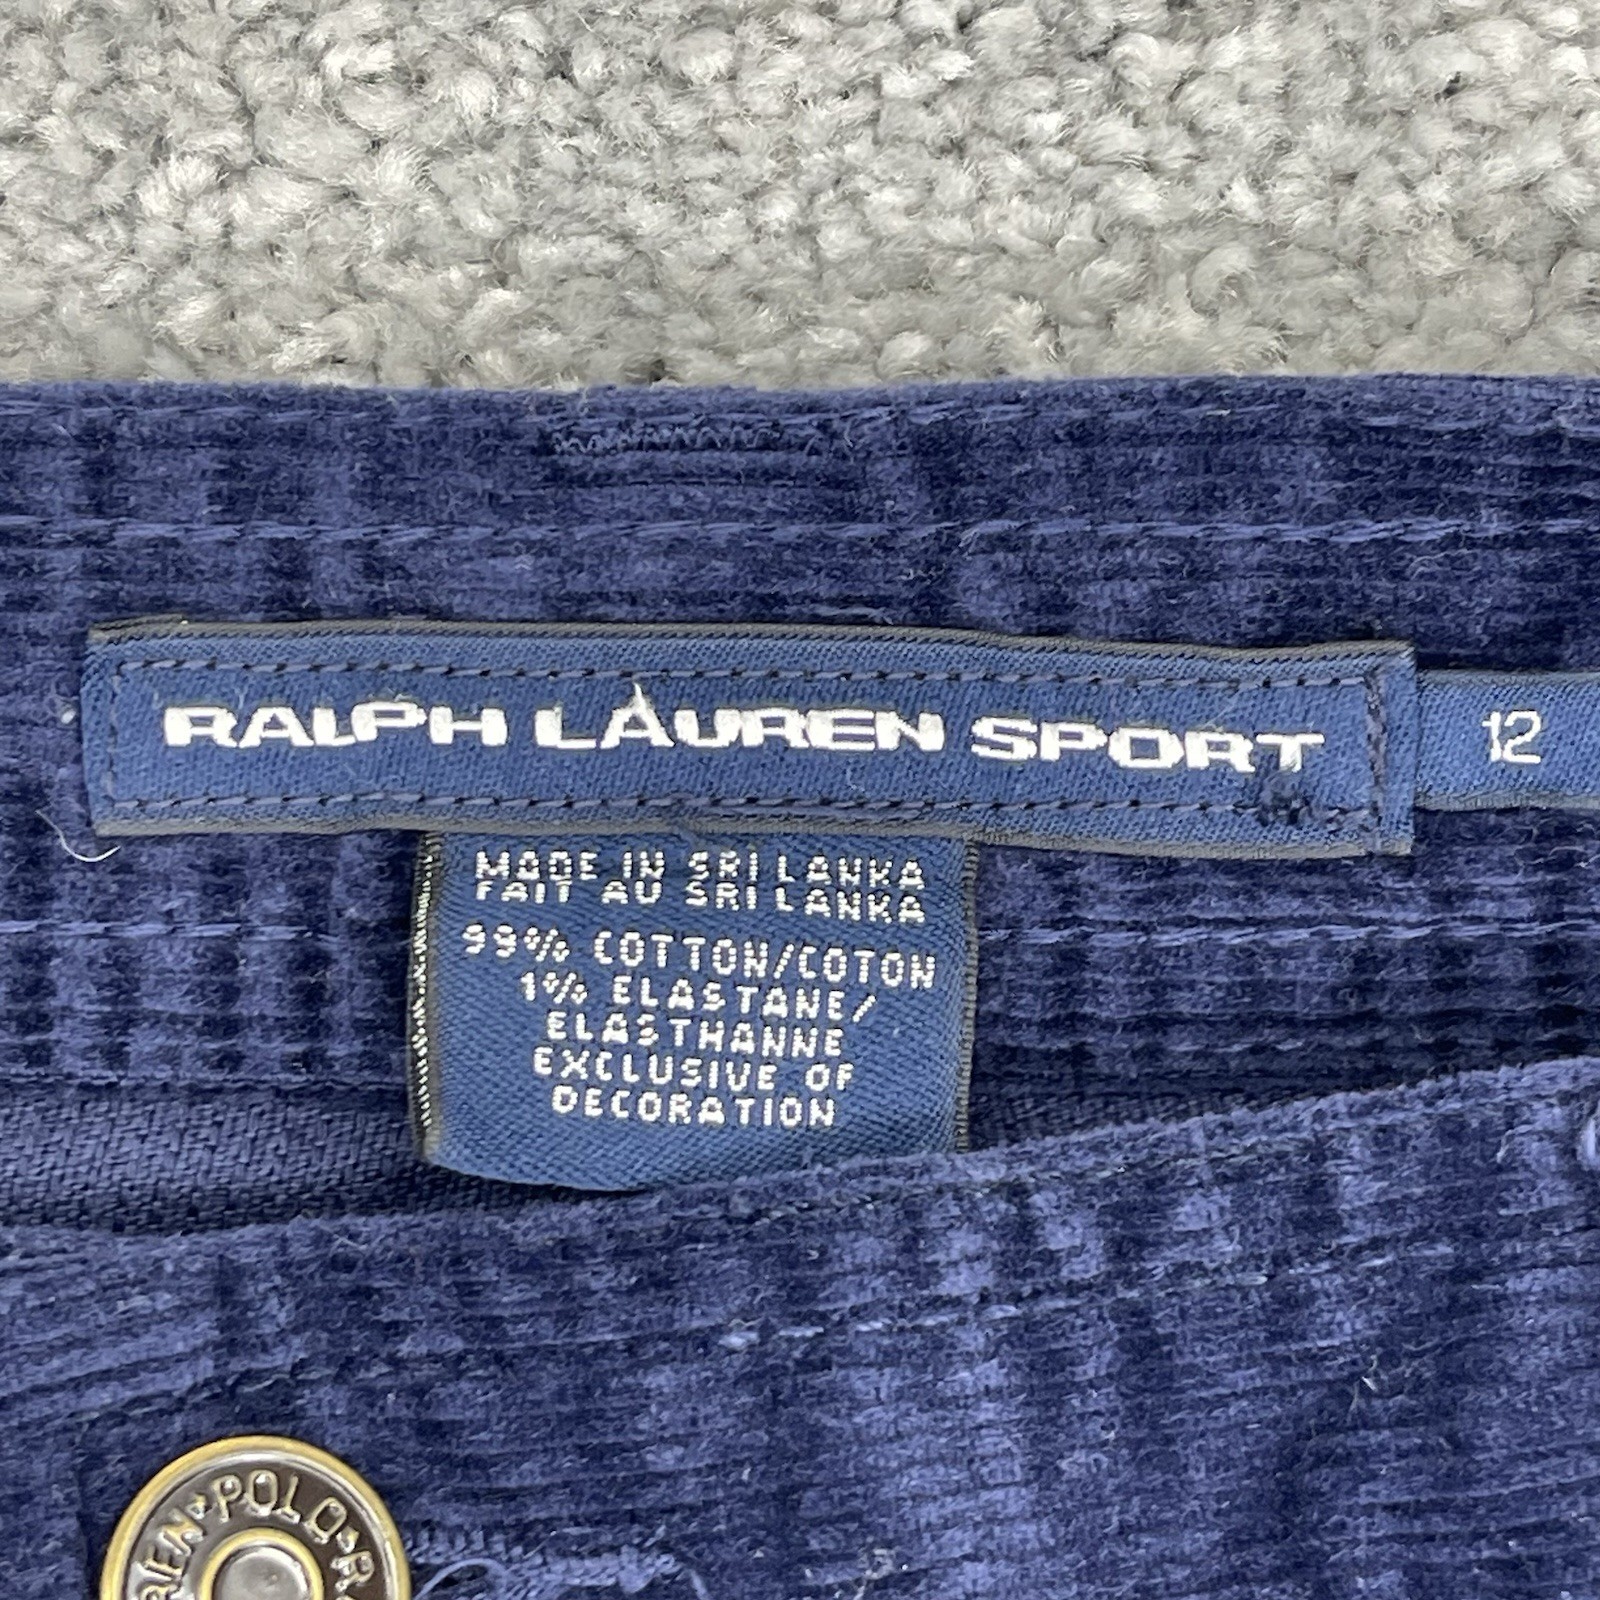 RALPH LAUREN SPORT
12
MADE IN SRI LANKA
FAIT AU SRI LANKA
99% COTTON/COTON
1% ELASTANE/
ELASTHANNE
EXCLUSIVE OF
DECORATION
POLO